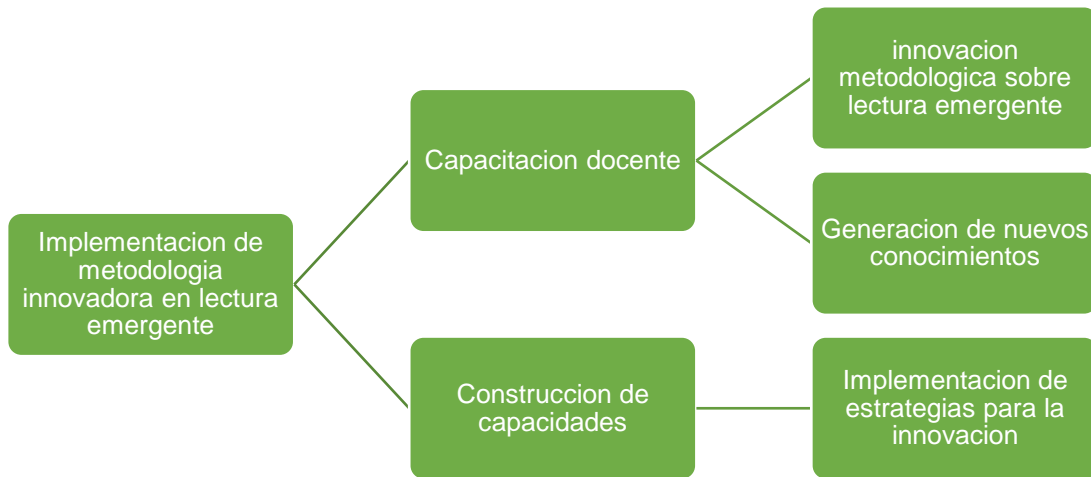 Implementacion de
metodologia
innovadora en lectura
emergente
Capacitacion docente
innovacion
metodologica sobre
lectura emergente
Generacion de nuevos
conocimientos
Construccion de
capacidades
Implementacion de
estrategias para la
innovacion